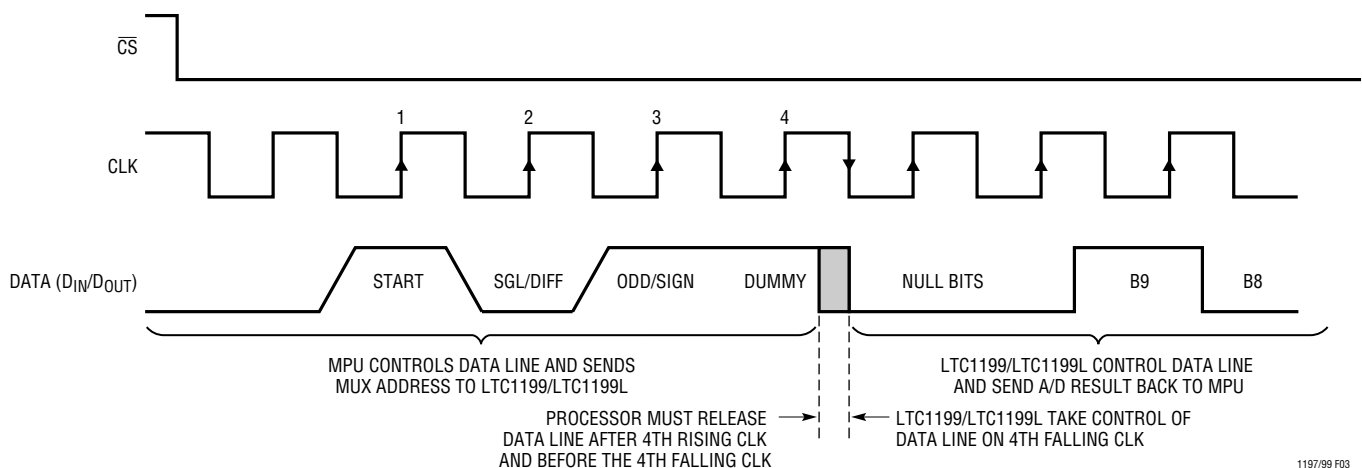 CS
1 2 3 4
CLK
DATA (DIN/DOUT)
START SGL/DIFF ODD/SIGN DUMMY NULL BITS B9 B8
MPU CONTROLS DATA LINE AND SENDS
MUX ADDRESS TO LTC1199/LTC1199L
LTC1199/LTC1199L CONTROL DATA LINE
AND SEND A/D RESULT BACK TO MPU
PROCESSOR MUST RELEASE
DATA LINE AFTER 4TH RISING CLK
AND BEFORE THE 4TH FALLING CLK
LTC1199/LTC1199L TAKE CONTROL OF
DATA LINE ON 4TH FALLING CLK
1197/99 F03